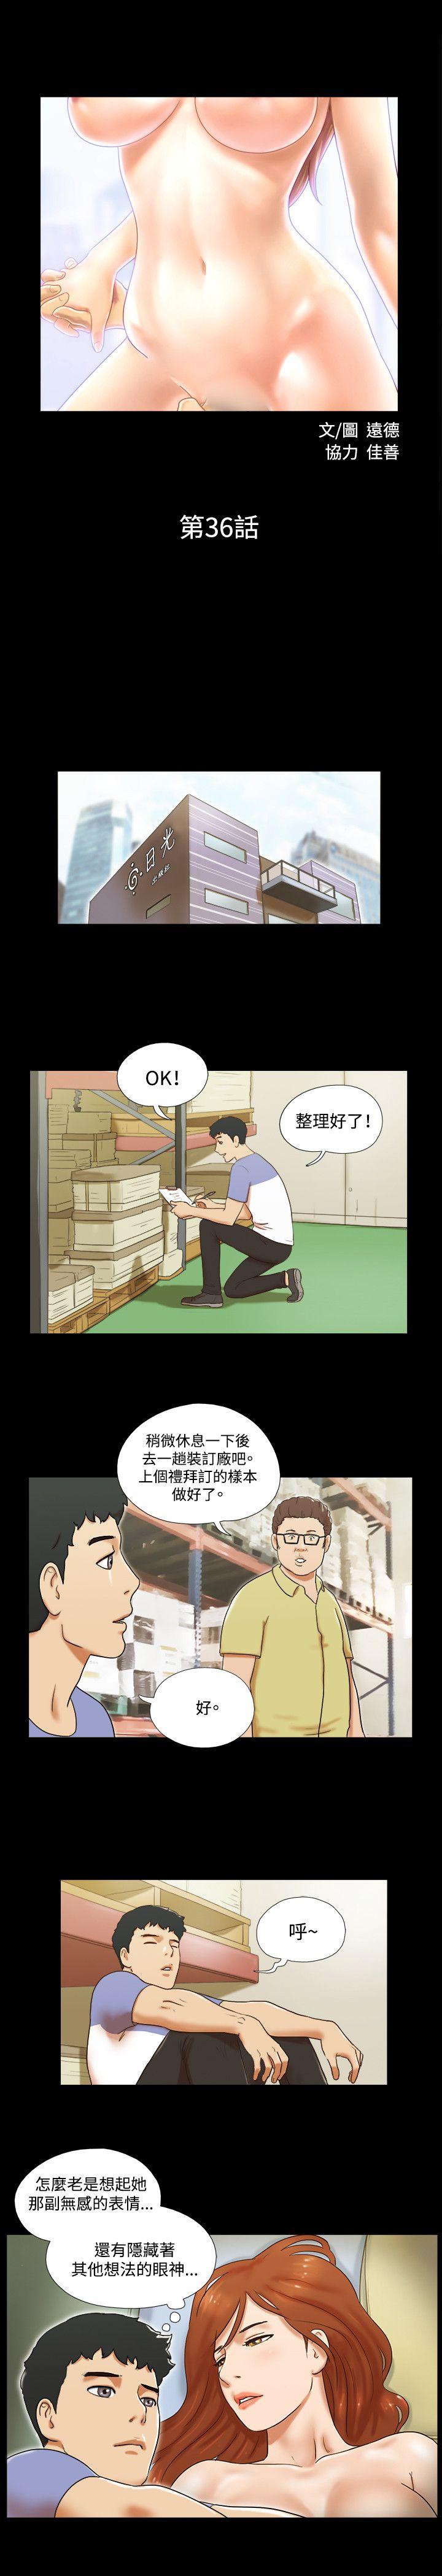 文/圖 遠德
協力 佳善
第36話
日光
出版社
OK!
整理好了!
稍微休息一下後
去一趟裝訂廠吧。
上個禮拜訂的樣本
做好了。
好。
呼~
怎麼老是想起她
那副無感的表情...
還有隱藏著
其他想法的眼神...